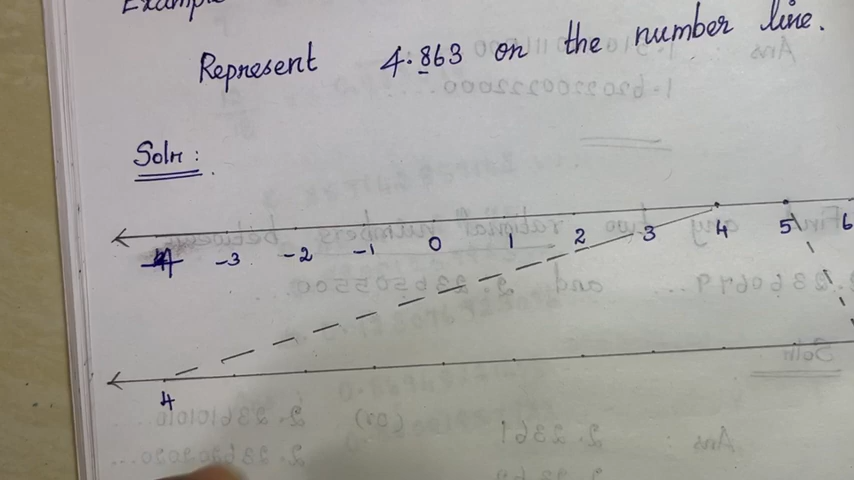 Example
Represent 4.863 on the number line.
Soln:
-4 -3 -2 -1 0 1 2 3 4 5 6
4